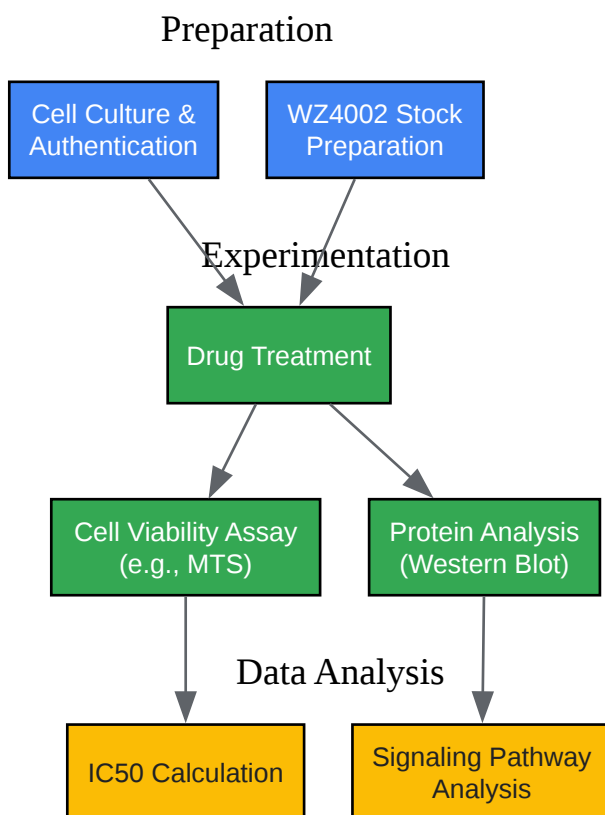 Preparation
Cell Culture &
Authentication
WZ4002 Stock
Preparation
Experimentation
Drug Treatment
Cell Viability Assay
(e.g., MTS)
Protein Analysis
(Western Blot)
Data Analysis
IC50 Calculation
Signaling Pathway
Analysis